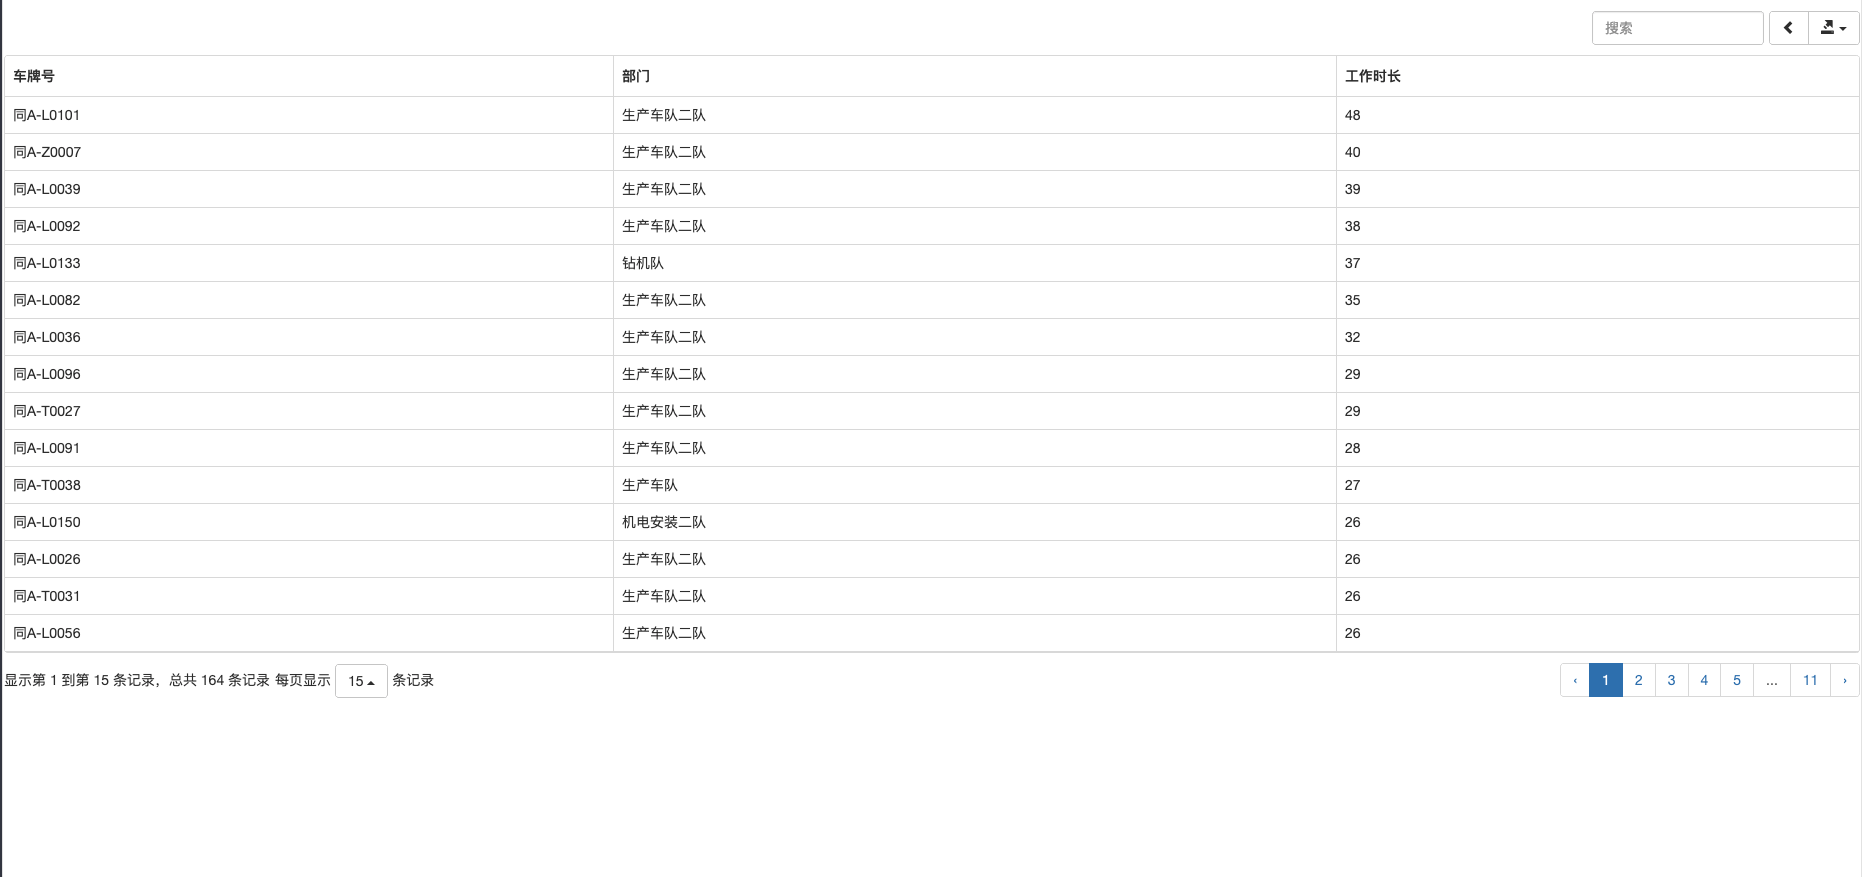 搜索
车牌号 部门 工作时长
同A-L0101 生产车队二队 48
同A-Z0007 生产车队二队 40
同A-L0039 生产车队二队 39
同A-L0092 生产车队二队 38
同A-L0133 钻机队 37
同A-L0082 生产车队二队 35
同A-L0036 生产车队二队 32
同A-L0096 生产车队二队 29
同A-T0027 生产车队二队 29
同A-L0091 生产车队二队 28
同A-T0038 生产车队 27
同A-L0150 机电安装二队 26
同A-L0026 生产车队二队 26
同A-T0031 生产车队二队 26
同A-L0056 生产车队二队 26
显示第 1 到第 15 条记录，总共 164 条记录 每页显示 15 条记录 ‹ 1 2 3 4 5 ... 11 ›